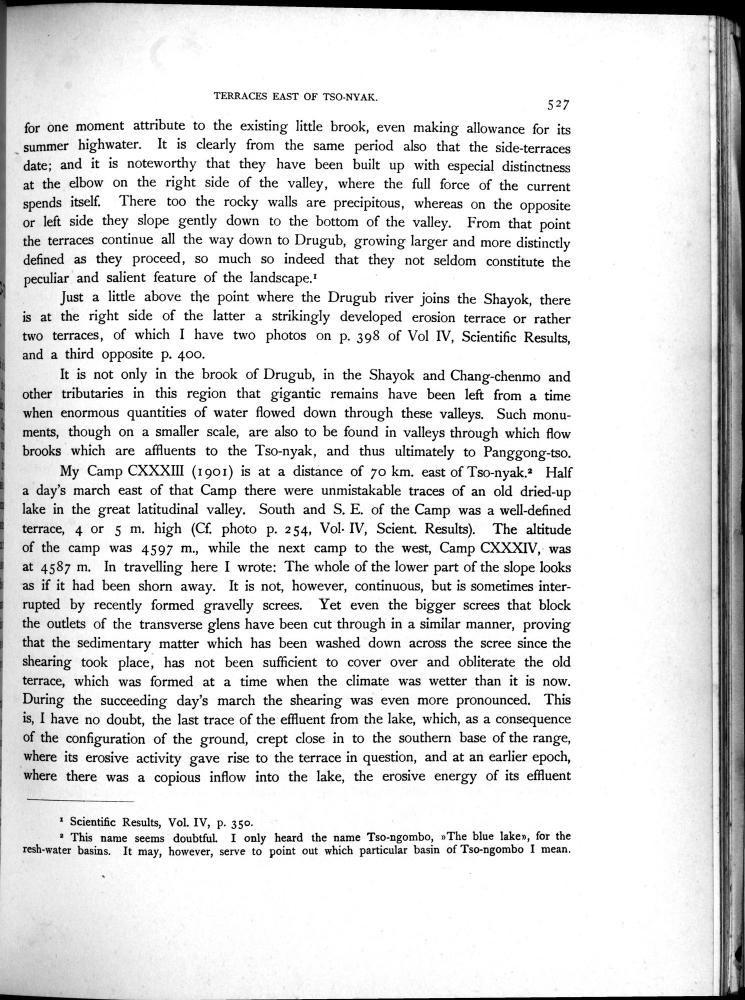 TERRACES EAST OF TSO-NYAK.
527
for one moment attribute to the existing little brook, even making allowance for its
summer highwater. It is clearly from the same period also that the side-terraces
date; and it is noteworthy that they have been built up with especial distinctness
at the elbow on the right side of the valley, where the full force of the current
spends itself. There too the rocky walls are precipitous, whereas on the opposite
or left side they slope gently down to the bottom of the valley. From that point
the terraces continue all the way down to Drugub, growing larger and more distinctly
defined as they proceed, so much so indeed that they not seldom constitute the
peculiar and salient feature of the landscape.¹
Just a little above the point where the Drugub river joins the Shayok, there
is at the right side of the latter a strikingly developed erosion terrace or rather
two terraces, of which I have two photos on p. 398 of Vol IV, Scientific Results,
and a third opposite p. 400.
It is not only in the brook of Drugub, in the Shayok and Chang-chenmo and
other tributaries in this region that gigantic remains have been left from a time
when enormous quantities of water flowed down through these valleys. Such monu-
ments, though on a smaller scale, are also to be found in valleys through which flow
brooks which are affluents to the Tso-nyak, and thus ultimately to Panggong-tso.
My Camp CXXXIII (1901) is at a distance of 70 km. east of Tso-nyak.² Half
a day's march east of that Camp there were unmistakable traces of an old dried-up
lake in the great latitudinal valley. South and S. E. of the Camp was a well-defined
terrace, 4 or 5 m. high (Cf. photo p. 254, Vol. IV, Scient. Results). The altitude
of the camp was 4597 m., while the next camp to the west, Camp CXXXIV, was
at 4587 m. In travelling here I wrote: The whole of the lower part of the slope looks
as if it had been shorn away. It is not, however, continuous, but is sometimes inter-
rupted by recently formed gravelly screes. Yet even the bigger screes that block
the outlets of the transverse glens have been cut through in a similar manner, proving
that the sedimentary matter which has been washed down across the scree since the
shearing took place, has not been sufficient to cover over and obliterate the old
terrace, which was formed at a time when the climate was wetter than it is now.
During the succeeding day's march the shearing was even more pronounced. This
is, I have no doubt, the last trace of the effluent from the lake, which, as a consequence
of the configuration of the ground, crept close in to the southern base of the range,
where its erosive activity gave rise to the terrace in question, and at an earlier epoch,
where there was a copious inflow into the lake, the erosive energy of its effluent
¹ Scientific Results, Vol. IV, p. 350.
² This name seems doubtful. I only heard the name Tso-ngombo, »The blue lake», for the
resh-water basins. It may, however, serve to point out which particular basin of Tso-ngombo I mean.